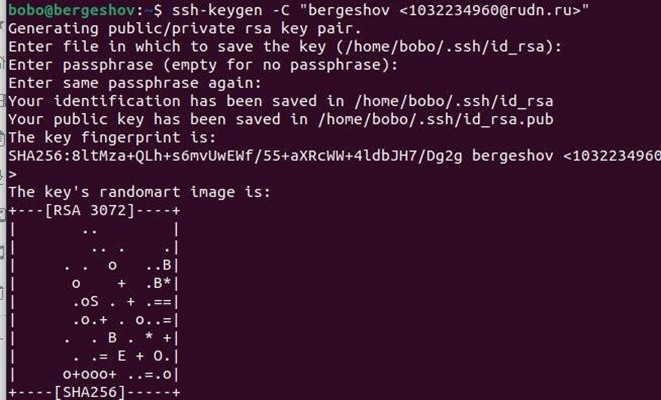 bobo@bergeshov:~$ ssh-keygen -C "bergeshov <1032234960@rudn.ru>"
Generating public/private rsa key pair.
Enter file in which to save the key (/home/bobo/.ssh/id_rsa):
Enter passphrase (empty for no passphrase):
Enter same passphrase again:
Your identification has been saved in /home/bobo/.ssh/id_rsa
Your public key has been saved in /home/bobo/.ssh/id_rsa.pub
The key fingerprint is:
SHA256:8ltMza+QLh+s6mvUwEWf/55+aXRcWW+4ldbJH7/Dg2g bergeshov <1032234960
>
The key's randomart image is:
+---[RSA 3072]----+
|       ..        |
|        .. .    .|
|     . .  o   ..B|
|      o    +  .B*|
|      .oS . + .==|
|      .o.+ . o..=|
|     .  . B . * +|
|      . .= E + O.|
|     o+ooo+ ..=.o|
+----[SHA256]-----+